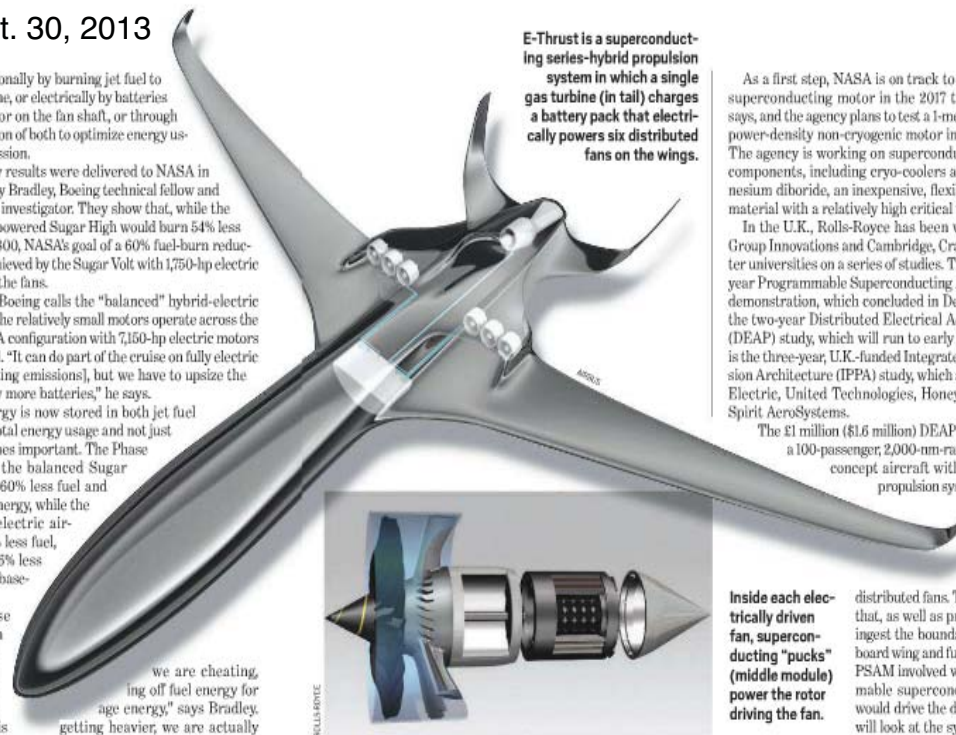 t. 30, 2013
onally by burning jet fuel to
ne, or electrically by batteries
or on the fan shaft, or through
on of both to optimize energy us-
ssion.
r results were delivered to NASA in
y Bradley, Boeing technical fellow and
investigator. They show that, while the
powered Sugar High would burn 54% less
800, NASA's goal of a 60% fuel-burn reduc-
ieved by the Sugar Volt with 1,750-hp electric
the fans.
Boeing calls the "balanced" hybrid-electric
he relatively small motors operate across the
A configuration with 7,150-hp electric motors
l. "It can do part of the cruise on fully electric
ing emissions], but we have to upsize the
y more batteries," he says.
rgy is now stored in both jet fuel
otal energy usage and not just
nes important. The Phase
the balanced Sugar
60% less fuel and
nergy, while the
electric air-
less fuel,
6% less
base-
se
we are cheating,
ing off fuel energy for
age energy," says Bradley.
is getting heavier, we are actually
E-Thrust is a superconduct-
ing series-hybrid propulsion
system in which a single
gas turbine (in tail) charges
a battery pack that electri-
cally powers six distributed
fans on the wings.
AIRBUS
ROLLS-ROYCE
Inside each elec-
trically driven
fan, supercon-
ducting "pucks"
(middle module)
power the rotor
driving the fan.
As a first step, NASA is on track to
superconducting motor in the 2017 t
says, and the agency plans to test a 1-me
power-density non-cryogenic motor in
The agency is working on supercondu
components, including cryo-coolers a
nesium diboride, an inexpensive, flexi
material with a relatively high critical
In the U.K., Rolls-Royce has been w
Group Innovations and Cambridge, Cra
ter universities on a series of studies. T
year Programmable Superconducting
demonstration, which concluded in De
the two-year Distributed Electrical A
(DEAP) study, which will run to early
is the three-year, U.K.-funded Integrate
sion Architecture (IPPA) study, which
Electric, United Technologies, Honey
Spirit AeroSystems.
The £1 million ($1.6 million) DEAP
a 100-passenger, 2,000-nm-ra
concept aircraft with
propulsion sy
distributed fans. T
that, as well as p
ingest the bounda
board wing and fu
PSAM involved w
mable supercon
would drive the d
will look at the sy